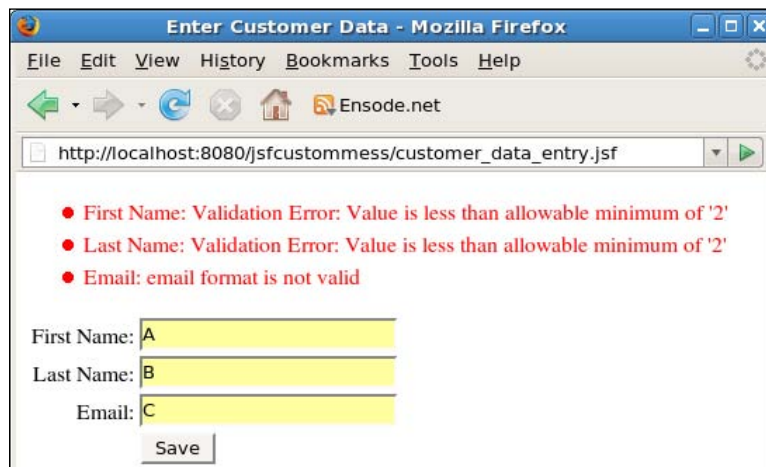 Enter Customer Data - Mozilla Firefox
File Edit View History Bookmarks Tools Help
Ensode.net
http://localhost:8080/jsfcustommess/customer_data_entry.jsf
First Name: Validation Error: Value is less than allowable minimum of '2'
Last Name: Validation Error: Value is less than allowable minimum of '2'
Email: email format is not valid
First Name: A
Last Name: B
Email: C
Save